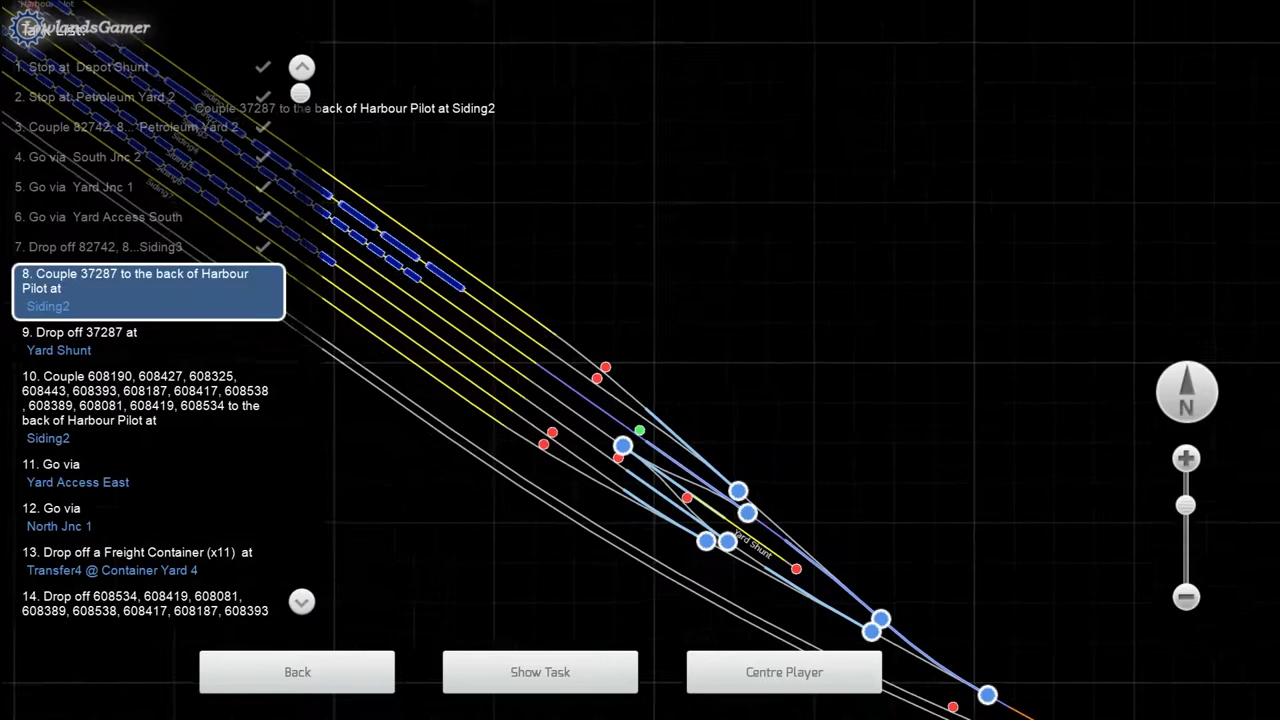 LowlandsGamer
Task List:
1. Stop at Depot Shunt
2. Stop at Petroleum Yard 2
Couple 37287 to the back of Harbour Pilot at Siding2
3. Couple 82742, 8... Petroleum Yard 2
4. Go via South Jnc 2
5. Go via Yard Jnc 1
6. Go via Yard Access South
7. Drop off 82742, 8...Siding3
8. Couple 37287 to the back of Harbour
Pilot at
Siding2
9. Drop off 37287 at
Yard Shunt
10. Couple 608190, 608427, 608325,
608443, 608393, 608187, 608417, 608538
, 608389, 608081, 608419, 608534 to the
back of Harbour Pilot at
Siding2
11. Go via
Yard Access East
12. Go via
North Jnc 1
13. Drop off a Freight Container (x11) at
Transfer4 @ Container Yard 4
14. Drop off 608534, 608419, 608081,
608389, 608538, 608417, 608187, 608393
Siding4
Siding7
Yard Shunt
N
Back
Show Task
Centre Player